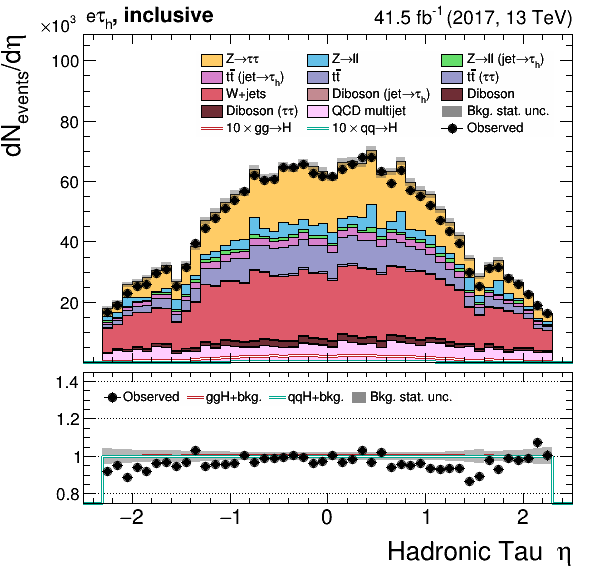 ×10³ eτₕ, inclusive 41.5 fb⁻¹ (2017, 13 TeV)
dN_events/dη
Z→ττ Z→ll Z→ll (jet→τₕ)
tt̄ (jet→τₕ) tt̄ tt̄ (ττ)
W+jets Diboson (jet→τₕ) Diboson
Diboson (ττ) QCD multijet Bkg. stat. unc.
10 × gg→H 10 × qq→H Observed
100
80
60
40
20
1.4
Observed ggH+bkg. qqH+bkg. Bkg. stat. unc.
1.2
1
0.8
−2 −1 0 1 2
Hadronic Tau η